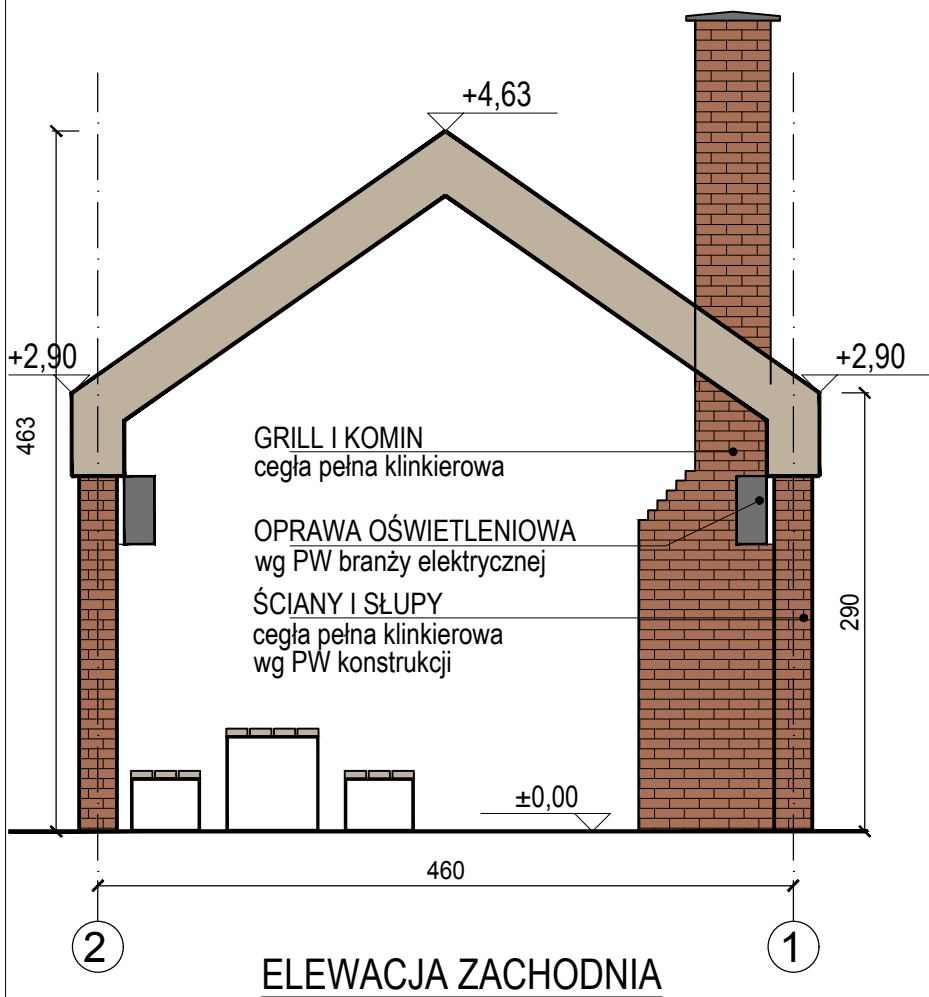 +4,63
+2,90
+2,90
463
GRILL I KOMIN
cegła pełna klinkierowa
OPRAWA OŚWIETLENIOWA
wg PW branży elektrycznej
ŚCIANY I SŁUPY
cegła pełna klinkierowa
wg PW konstrukcji
290
±0,00
460
2
1
ELEWACJA ZACHODNIA